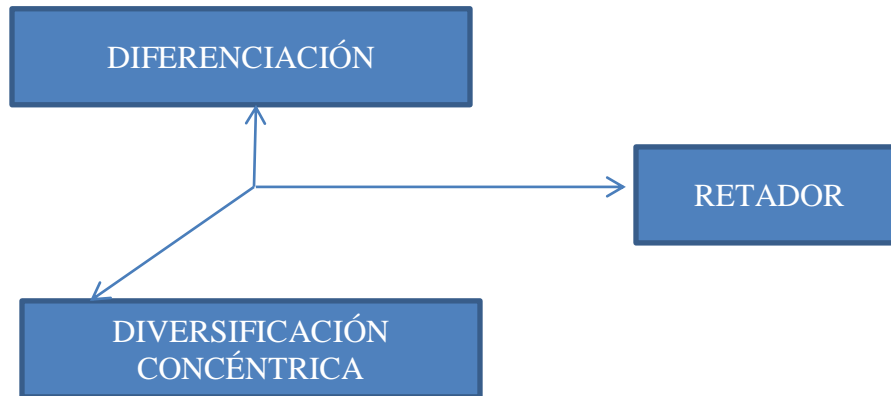 DIFERENCIACIÓN
RETADOR
DIVERSIFICACIÓN
CONCÉNTRICA